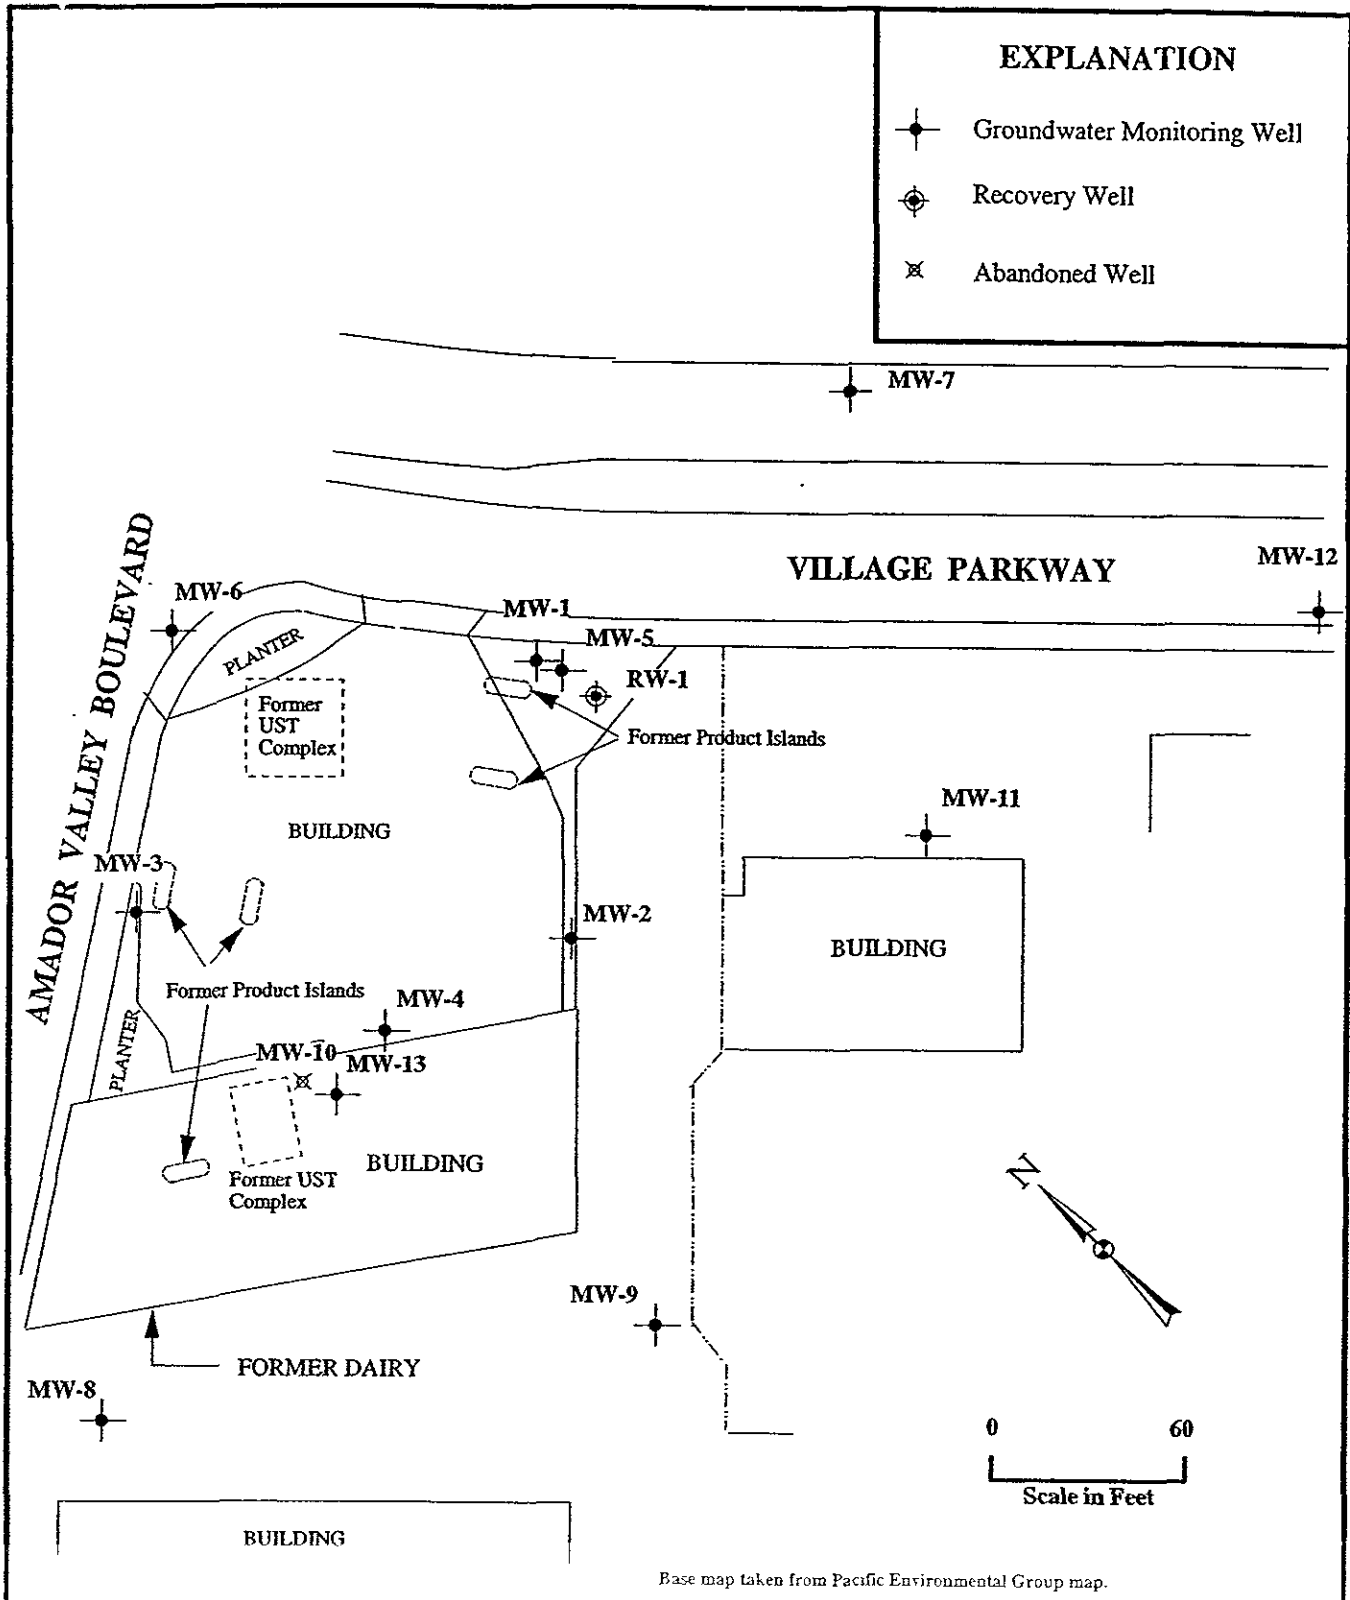 EXPLANATION
Groundwater Monitoring Well
Recovery Well
Abandoned Well
MW-7
VILLAGE PARKWAY
MW-12
AMADOR VALLEY BOULEVARD
MW-6
MW-1
MW-5
PLANTER
RW-1
Former
UST
Complex
Former Product Islands
MW-11
BUILDING
MW-3
MW-2
BUILDING
Former Product Islands
MW-4
PLANTER
MW-10
MW-13
BUILDING
Former UST
Complex
N
MW-9
FORMER DAIRY
MW-8
0 60
Scale in Feet
BUILDING
Base map taken from Pacific Environmental Group map.